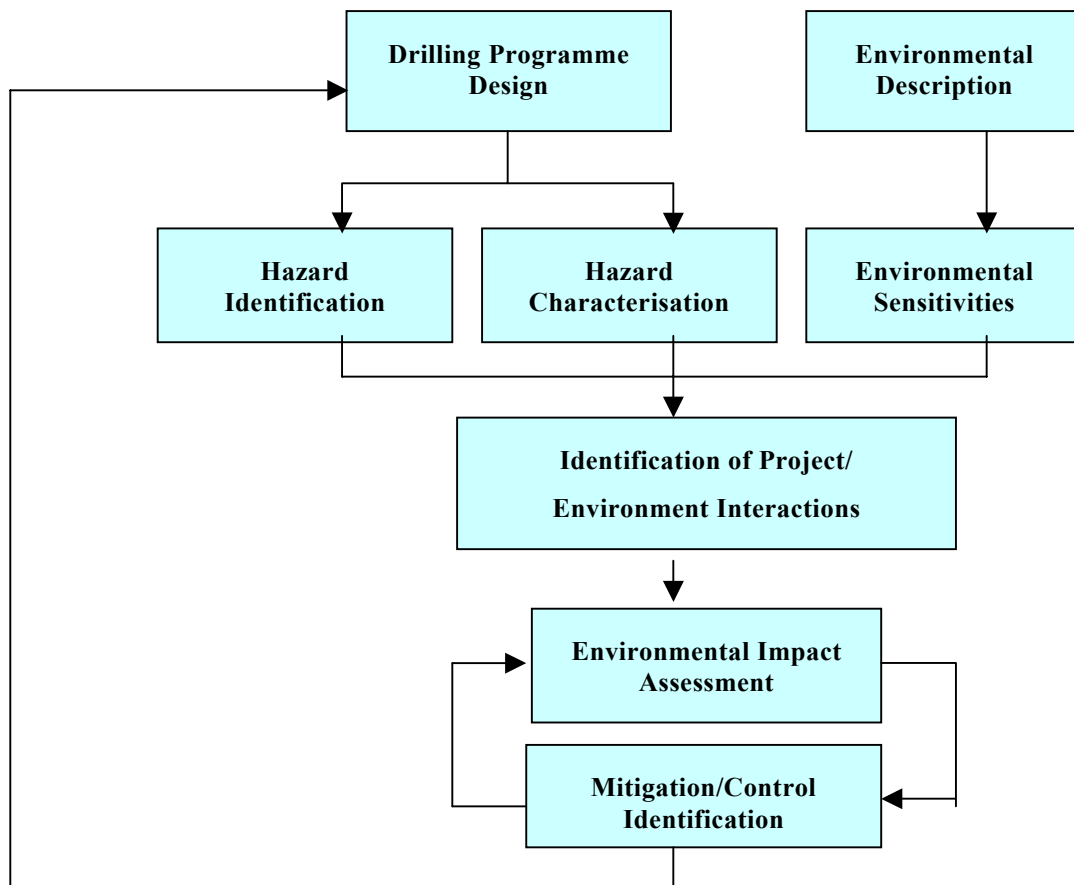 Drilling Programme
Design
Environmental
Description
Hazard
Identification
Hazard
Characterisation
Environmental
Sensitivities
Identification of Project/
Environment Interactions
Environmental Impact
Assessment
Mitigation/Control
Identification